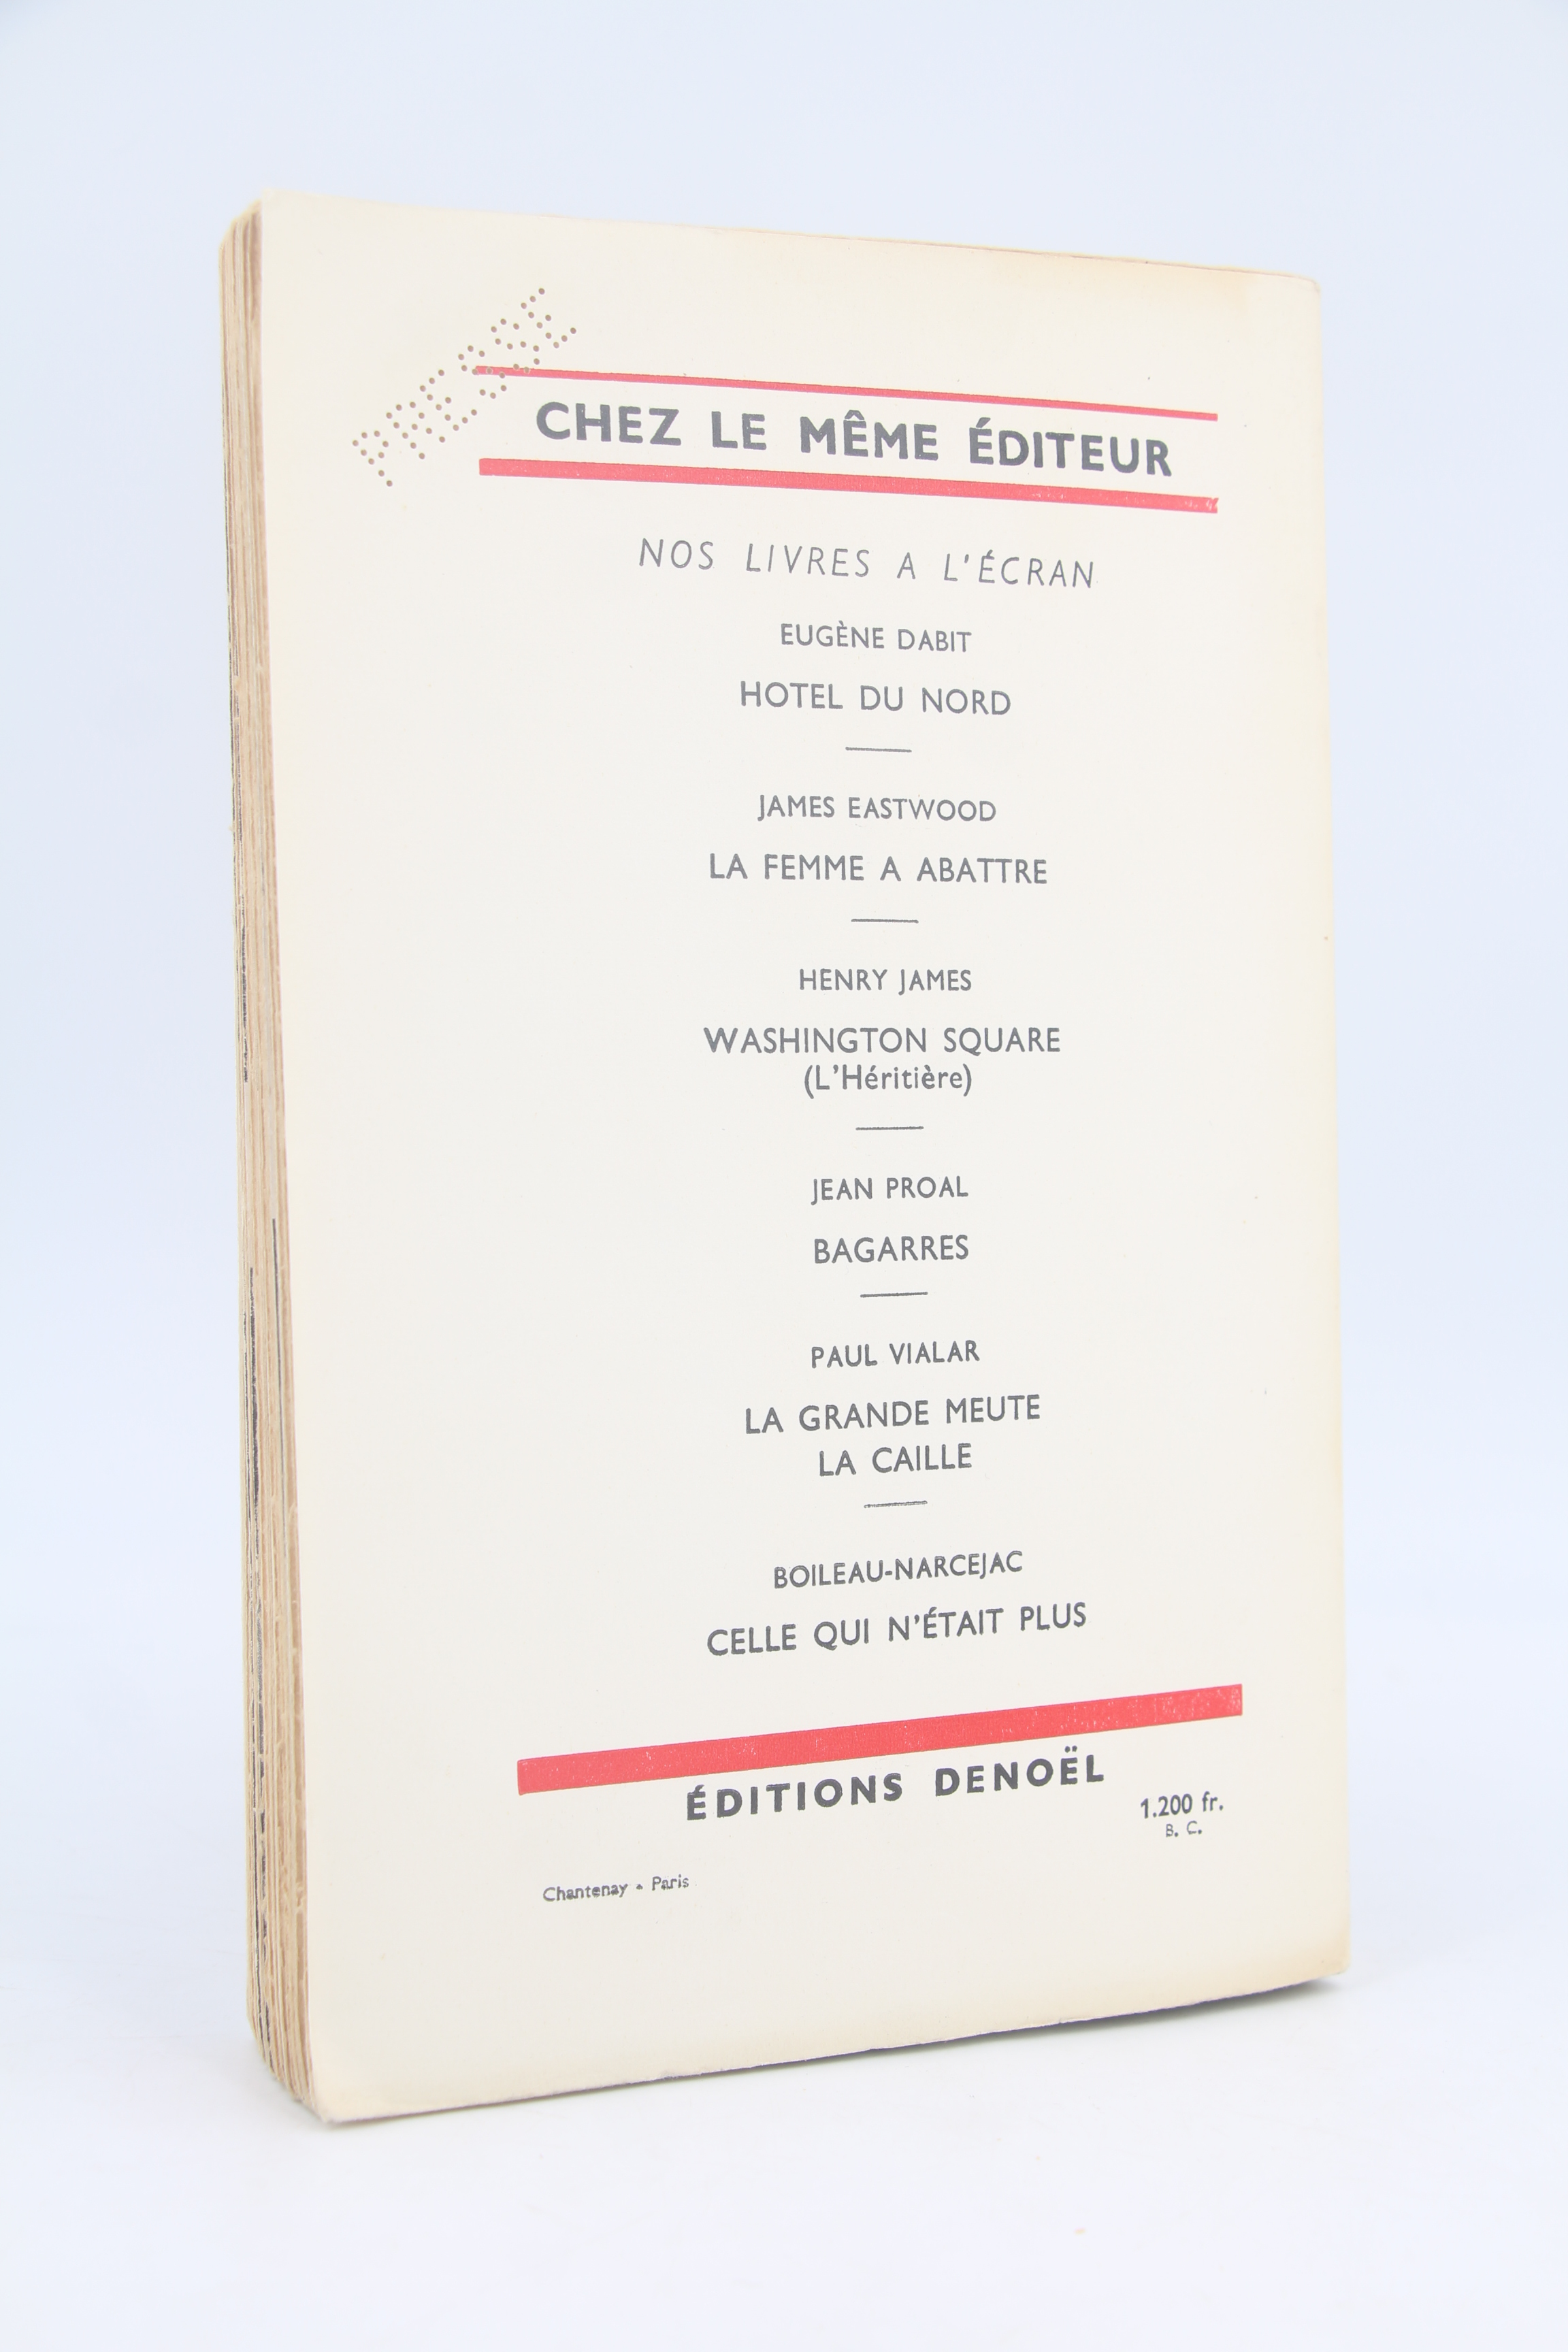 PRESSE
CHEZ LE MÊME ÉDITEUR
NOS LIVRES A L'ÉCRAN
EUGÈNE DABIT
HOTEL DU NORD
JAMES EASTWOOD
LA FEMME A ABATTRE
HENRY JAMES
WASHINGTON SQUARE
(L'Héritière)
JEAN PROAL
BAGARRES
PAUL VIALAR
LA GRANDE MEUTE
LA CAILLE
BOILEAU-NARCEJAC
CELLE QUI N'ÉTAIT PLUS
ÉDITIONS DENOËL
1.200 fr.
B. C.
Chantenay - Paris